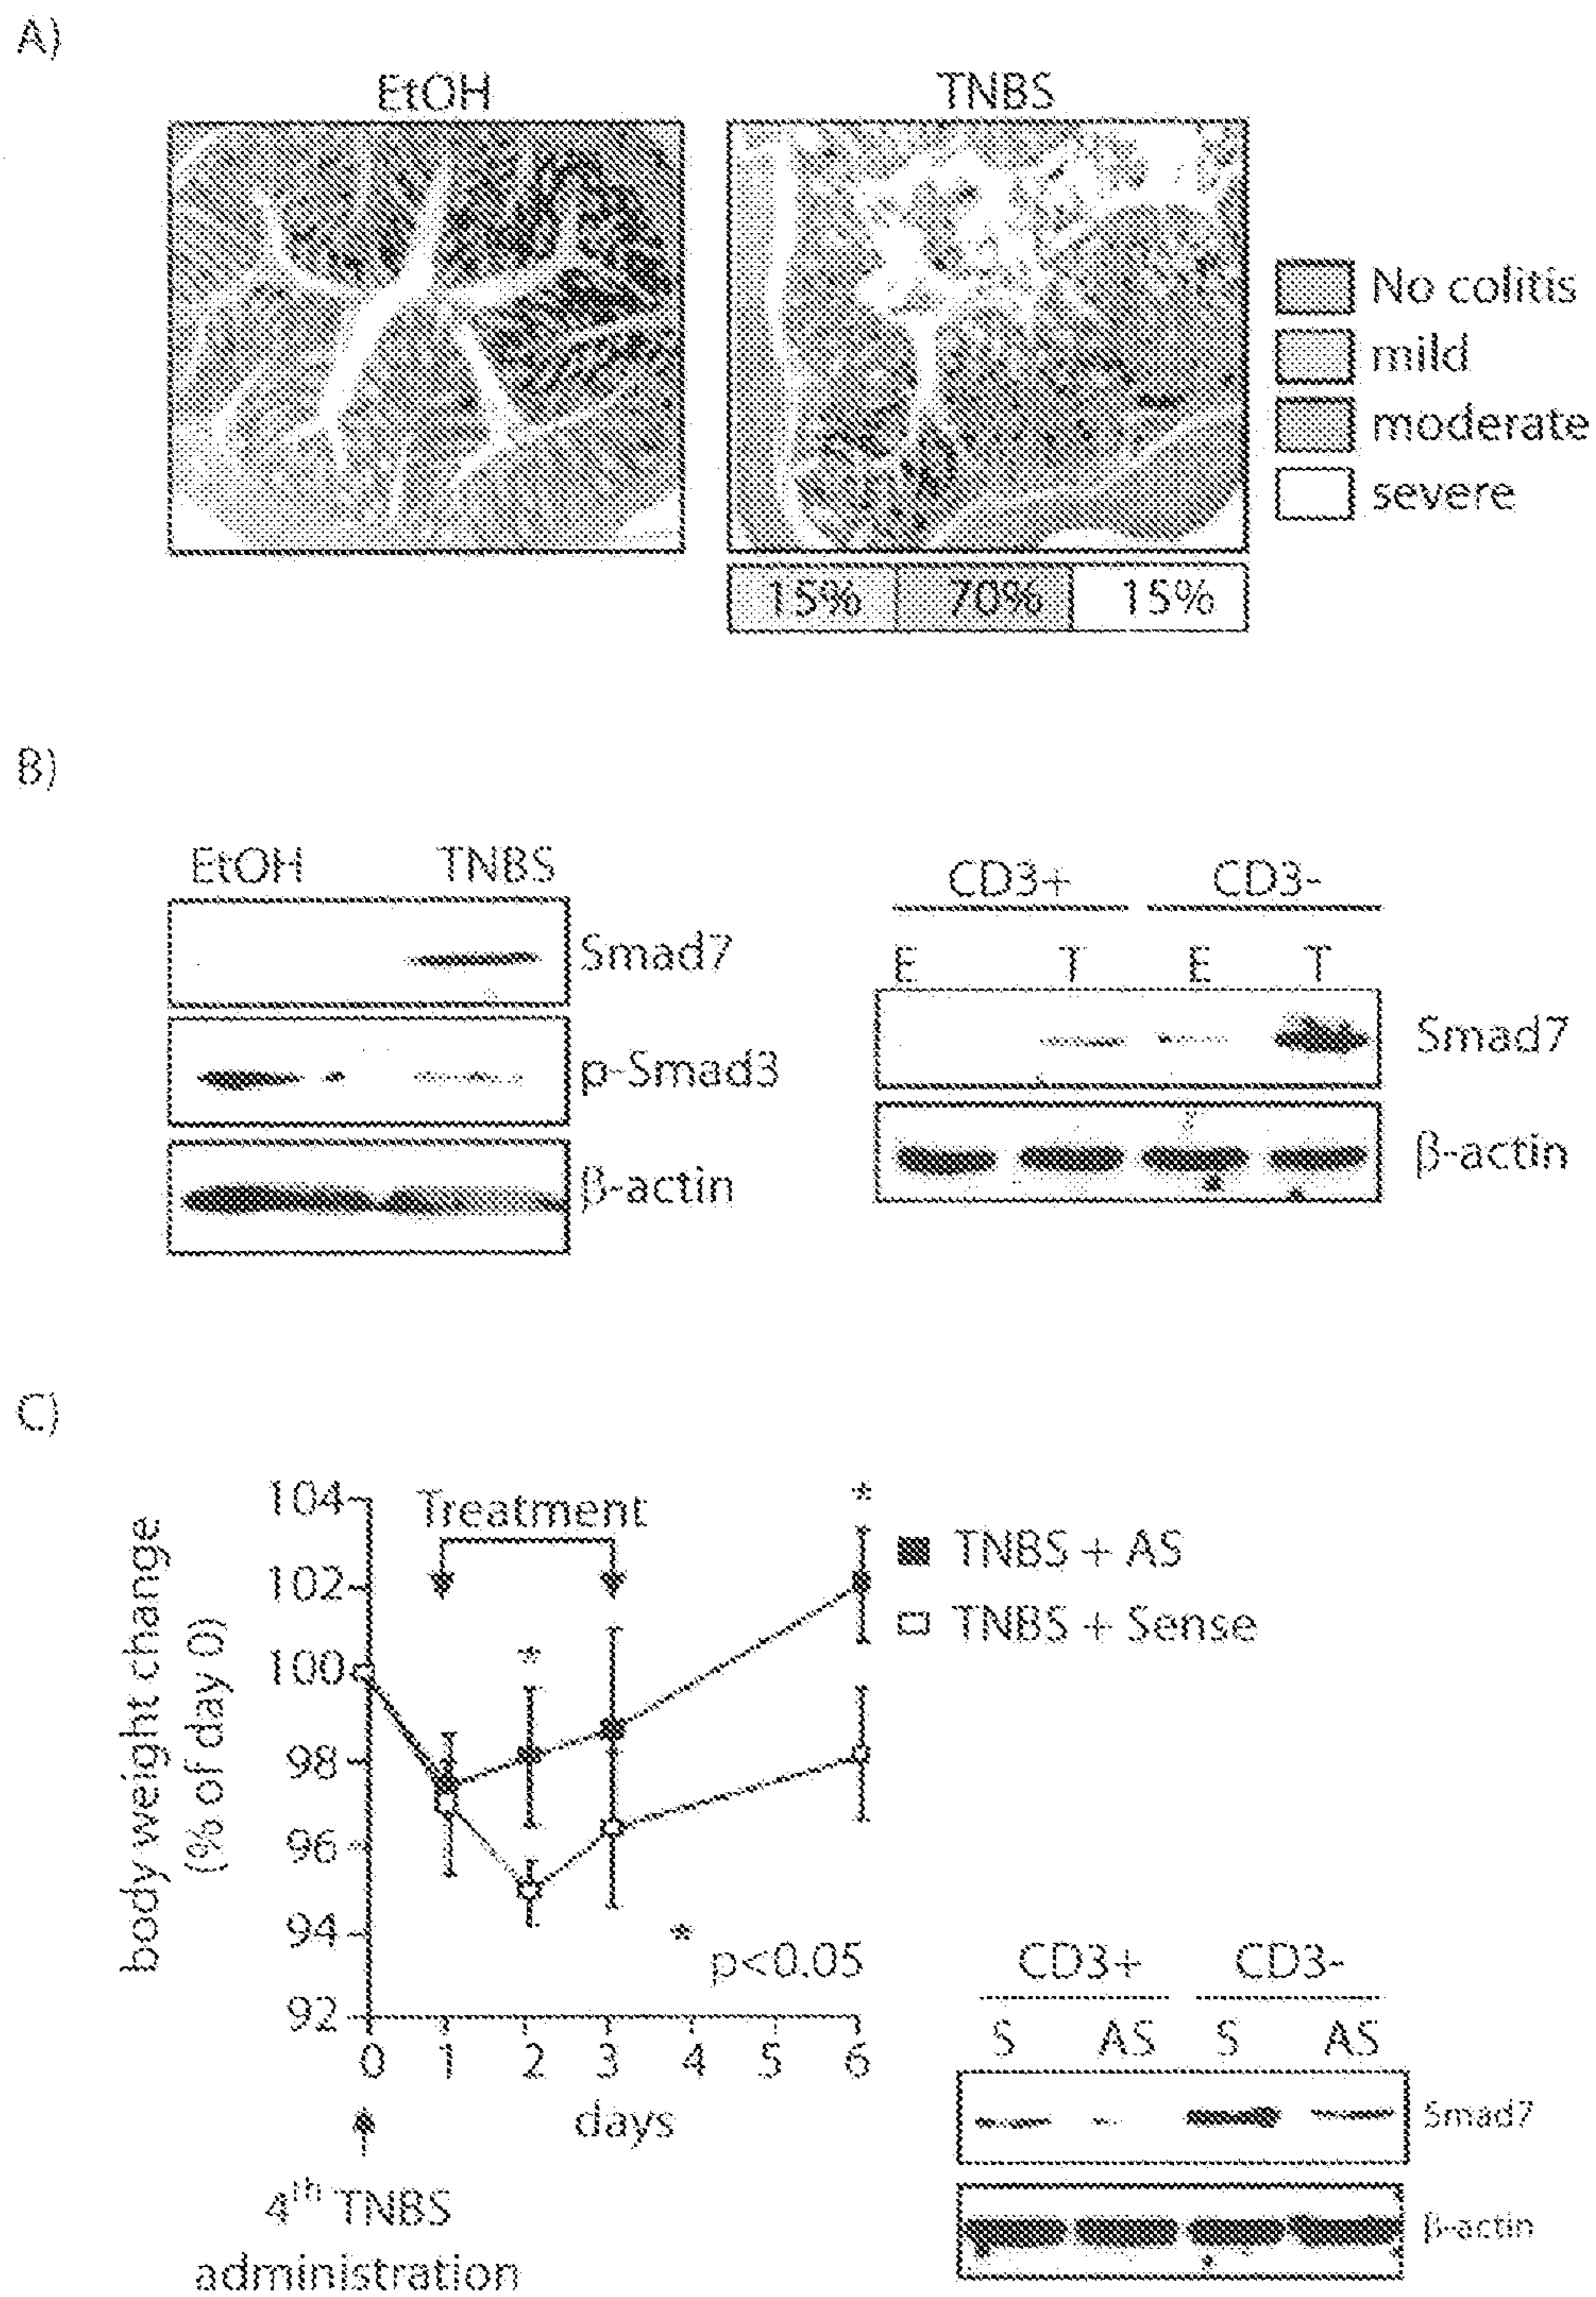 A)
EtOH
TNBS
No colitis
mild
moderate
severe
15% 70% 15%
B)
EtOH TNBS
Smad7
p-Smad3
β-actin
CD3+ CD3-
E T E T
Smad7
β-actin
C)
body weight change
(% of day 0)
104
102
100
98
96
94
92
Treatment
*
*
TNBS + AS
TNBS + Sense
* p<0.05
0 1 2 3 4 5 6
days
4th TNBS
administration
CD3+ CD3-
S AS S AS
Smad7
β-actin